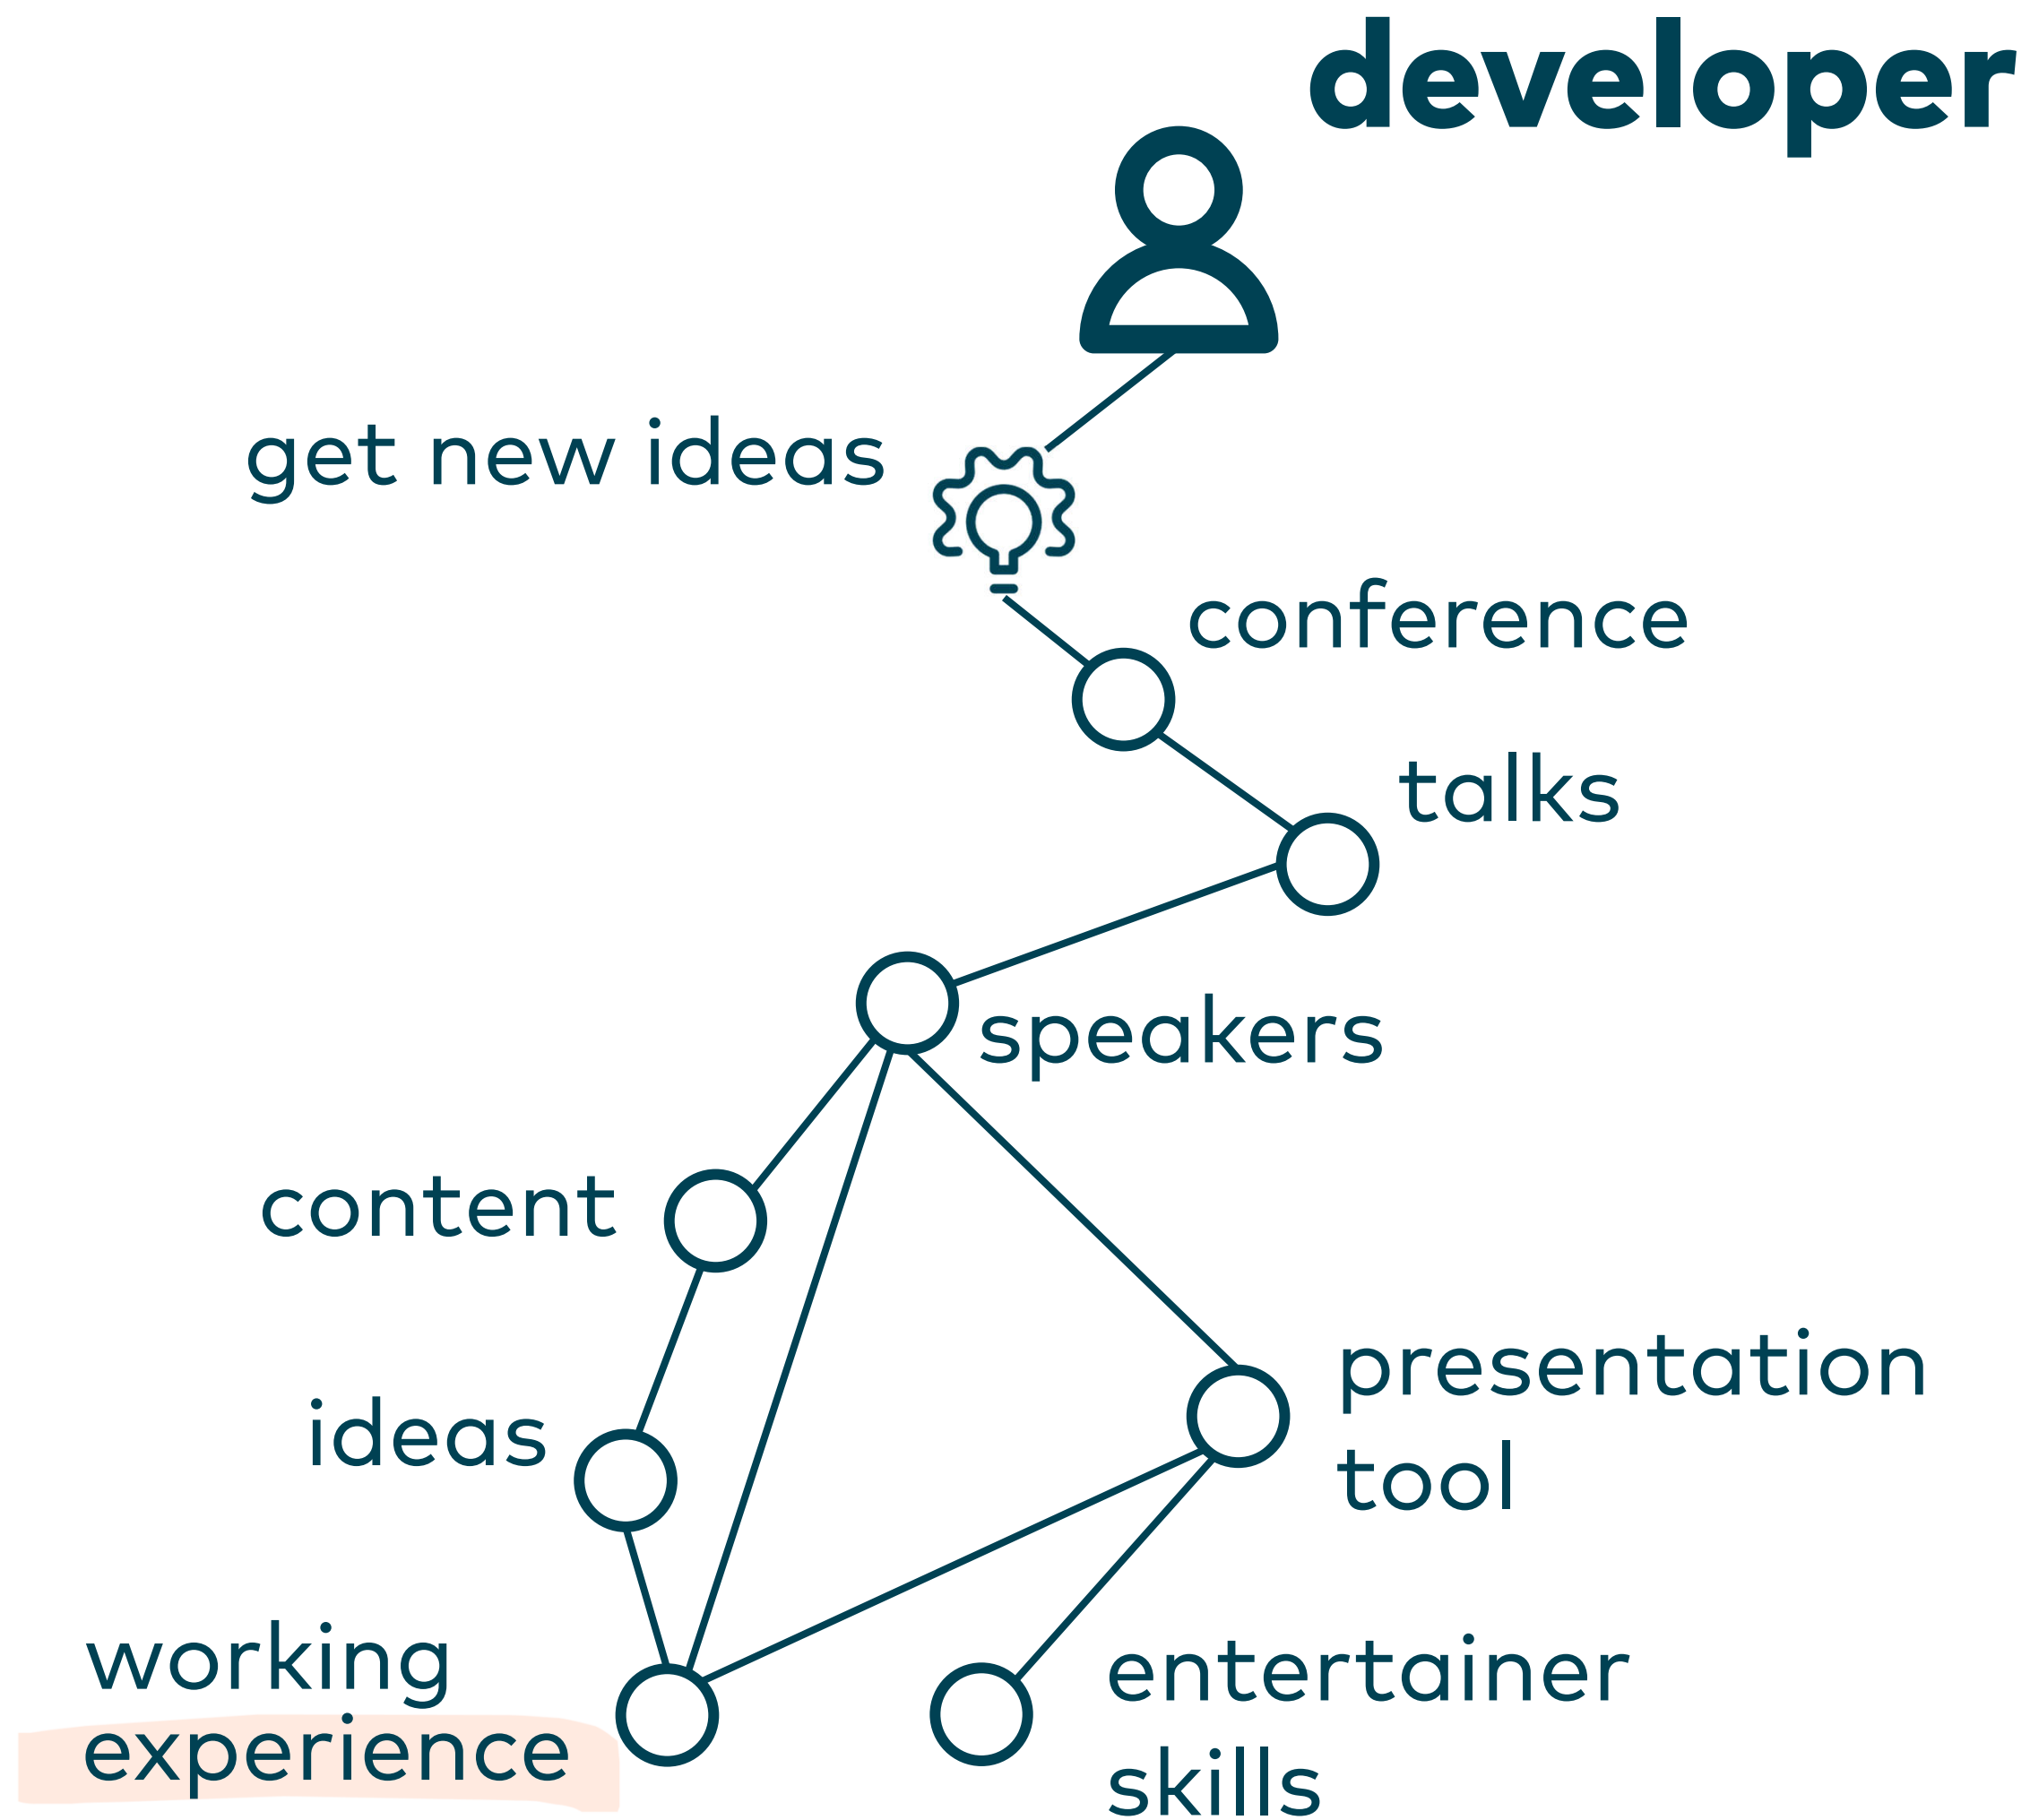 developer
get new ideas
conference
talks
speakers
content
presentation
tool
ideas
working
experience
entertainer
skills